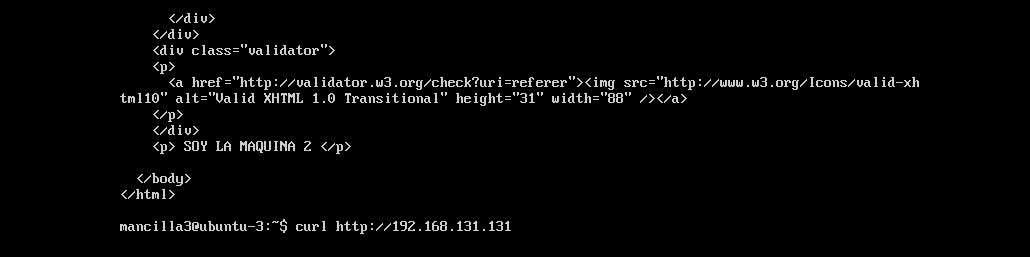 </div>
</div>
<div class="validator">
<p>
<a href="http://validator.w3.org/check?uri=referer"><img src="http://www.w3.org/Icons/valid-xh
tml10" alt="Valid XHTML 1.0 Transitional" height="31" width="88" /></a>
</p>
</div>
<p> SOY LA MAQUINA 2 </p>
</body>
</html>
mancilla3@ubuntu-3:~$ curl http://192.168.131.131